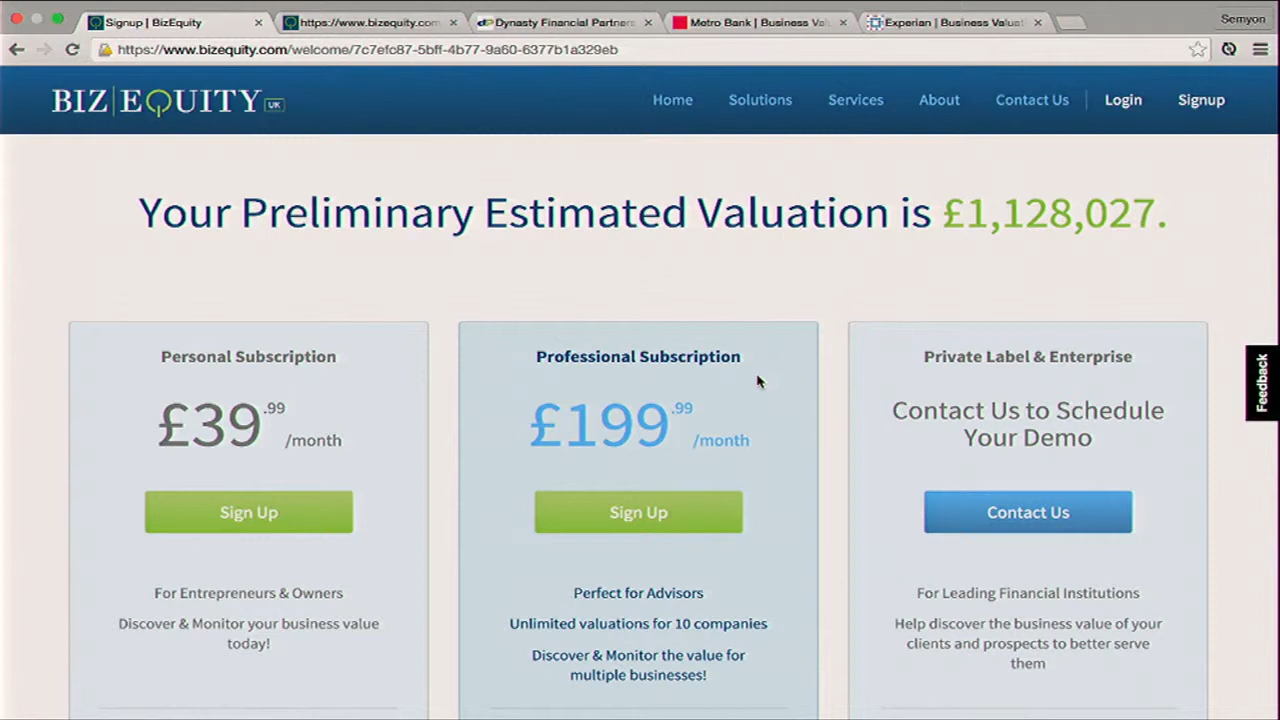 Signup | BizEquity
https://www.bizequity.com
Dynasty Financial Partners
Metro Bank | Business Val
Experian | Business Valuati
Semyon
https://www.bizequity.com/welcome/7c7efc87-5bff-4b77-9a60-6377b1a329eb
BIZ|EQUITY UK
Home
Solutions
Services
About
Contact Us
Login
Signup
Your Preliminary Estimated Valuation is £1,128,027.
Personal Subscription
£39.99 /month
Sign Up
For Entrepreneurs & Owners
Discover & Monitor your business value
today!
Professional Subscription
£199.99 /month
Sign Up
Perfect for Advisors
Unlimited valuations for 10 companies
Discover & Monitor the value for
multiple businesses!
Private Label & Enterprise
Contact Us to Schedule
Your Demo
Contact Us
For Leading Financial Institutions
Help discover the business value of your
clients and prospects to better serve
them
Feedback